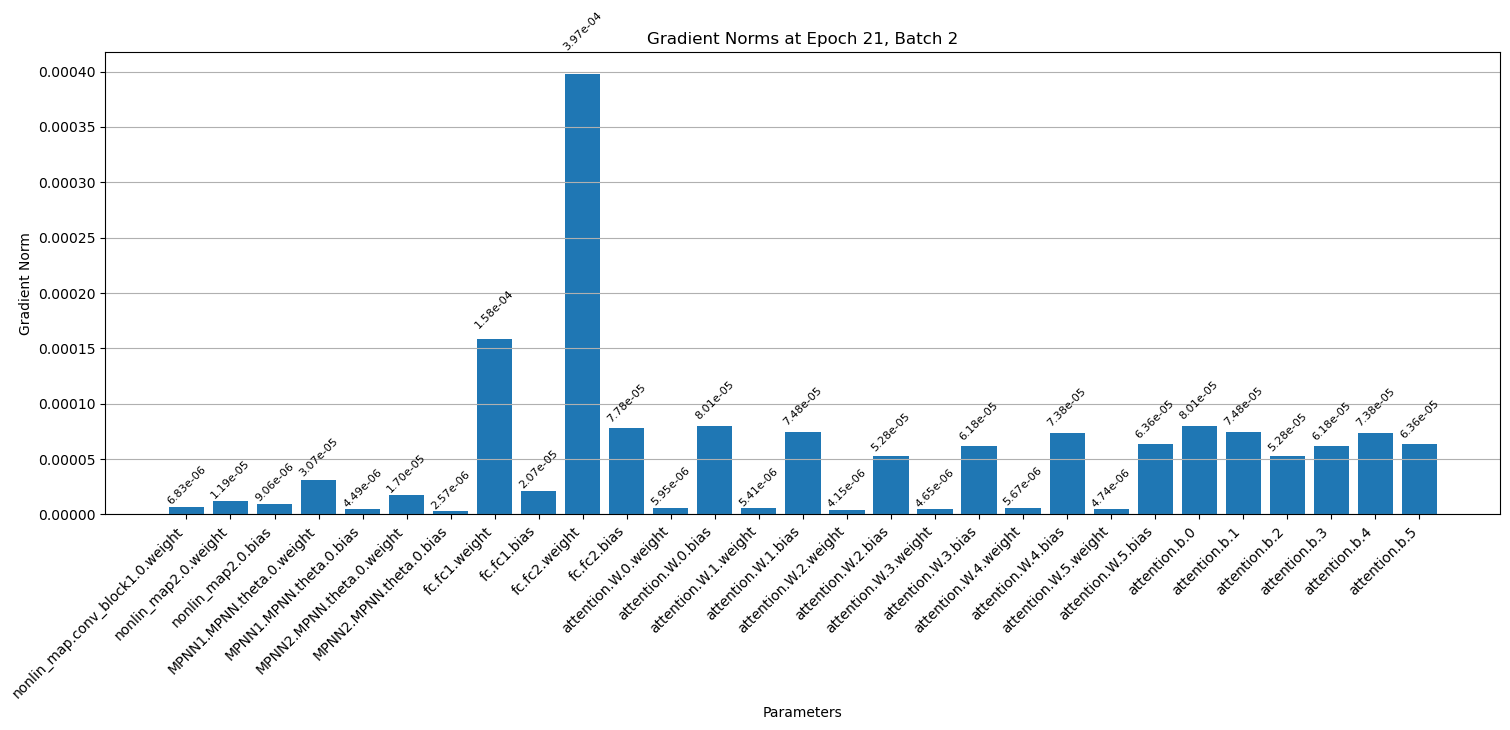 Gradient Norms at Epoch 21, Batch 2
Gradient Norm
0.00040
0.00035
0.00030
0.00025
0.00020
0.00015
0.00010
0.00005
0.00000
6.83e-06
1.19e-05
9.06e-06
3.07e-05
4.49e-06
1.70e-05
2.57e-06
1.58e-04
2.07e-05
3.97e-04
7.78e-05
5.95e-06
8.01e-05
5.41e-06
7.48e-05
4.15e-06
5.28e-05
4.65e-06
6.18e-05
5.67e-06
7.38e-05
4.74e-06
6.36e-05
8.01e-05
7.48e-05
5.28e-05
6.18e-05
7.38e-05
6.36e-05
nonlin_map.conv_block1.0.weight
nonlin_map2.0.weight
nonlin_map2.0.bias
MPNN1.MPNN.theta.0.weight
MPNN1.MPNN.theta.0.bias
MPNN2.MPNN.theta.0.weight
MPNN2.MPNN.theta.0.bias
fc.fc1.weight
fc.fc1.bias
fc.fc2.weight
fc.fc2.bias
attention.W.0.weight
attention.W.0.bias
attention.W.1.weight
attention.W.1.bias
attention.W.2.weight
attention.W.2.bias
attention.W.3.weight
attention.W.3.bias
attention.W.4.weight
attention.W.4.bias
attention.W.5.weight
attention.W.5.bias
attention.b.0
attention.b.1
attention.b.2
attention.b.3
attention.b.4
attention.b.5
Parameters